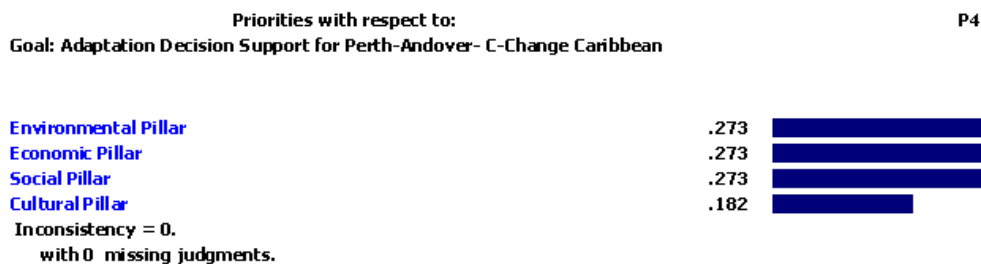 Priorities with respect to: P4
Goal: Adaptation Decision Support for Perth-Andover- C-Change Caribbean
Environmental Pillar .273
Economic Pillar .273
Social Pillar .273
Cultural Pillar .182
Inconsistency = 0.
with 0 missing judgments.